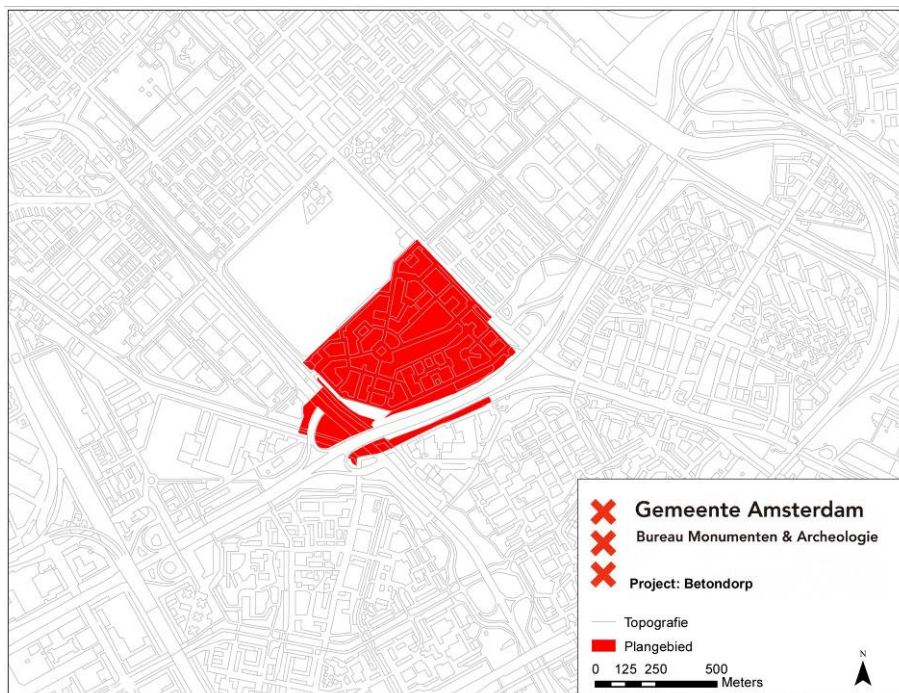 Gemeente Amsterdam
Bureau Monumenten & Archeologie
Project: Betondorp
Topografie
Plangebied
0 125 250 500
Meters
N